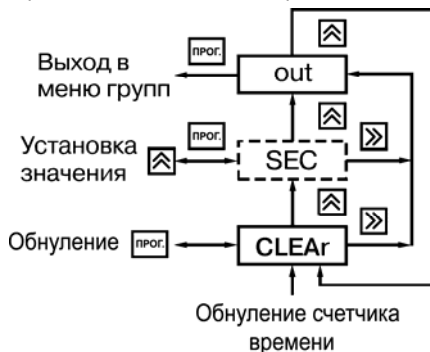 ПРОГ.
Выход в
меню групп
out
Установка
значения
ПРОГ.
SEC
Обнуление
ПРОГ.
CLEAr
Обнуление счетчика
времени